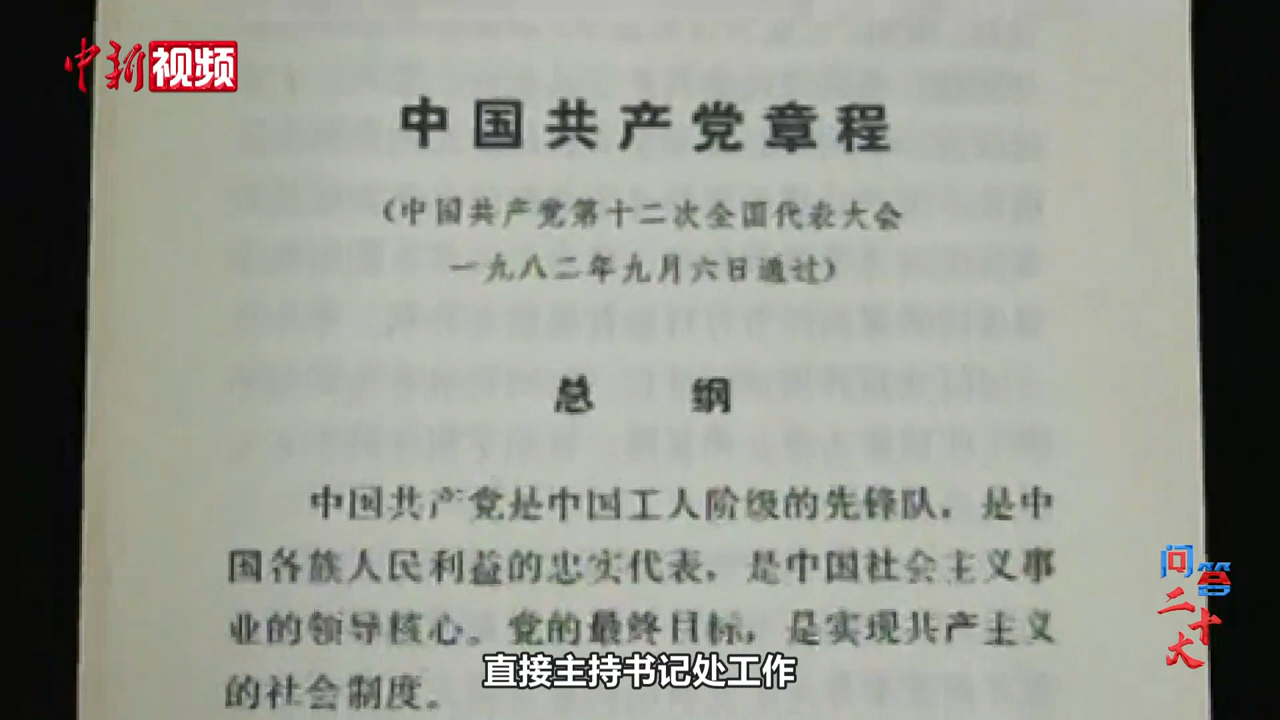 中新视频
中国共产党章程
（中国共产党第十二次全国代表大会
一九八二年九月六日通过）
总 纲
中国共产党是中国工人阶级的先锋队，是中
国各族人民利益的忠实代表，是中国社会主义事
业的领导核心。党的最终目标，是实现共产主义
的社会制度。
直接主持书记处工作
问答
二十大